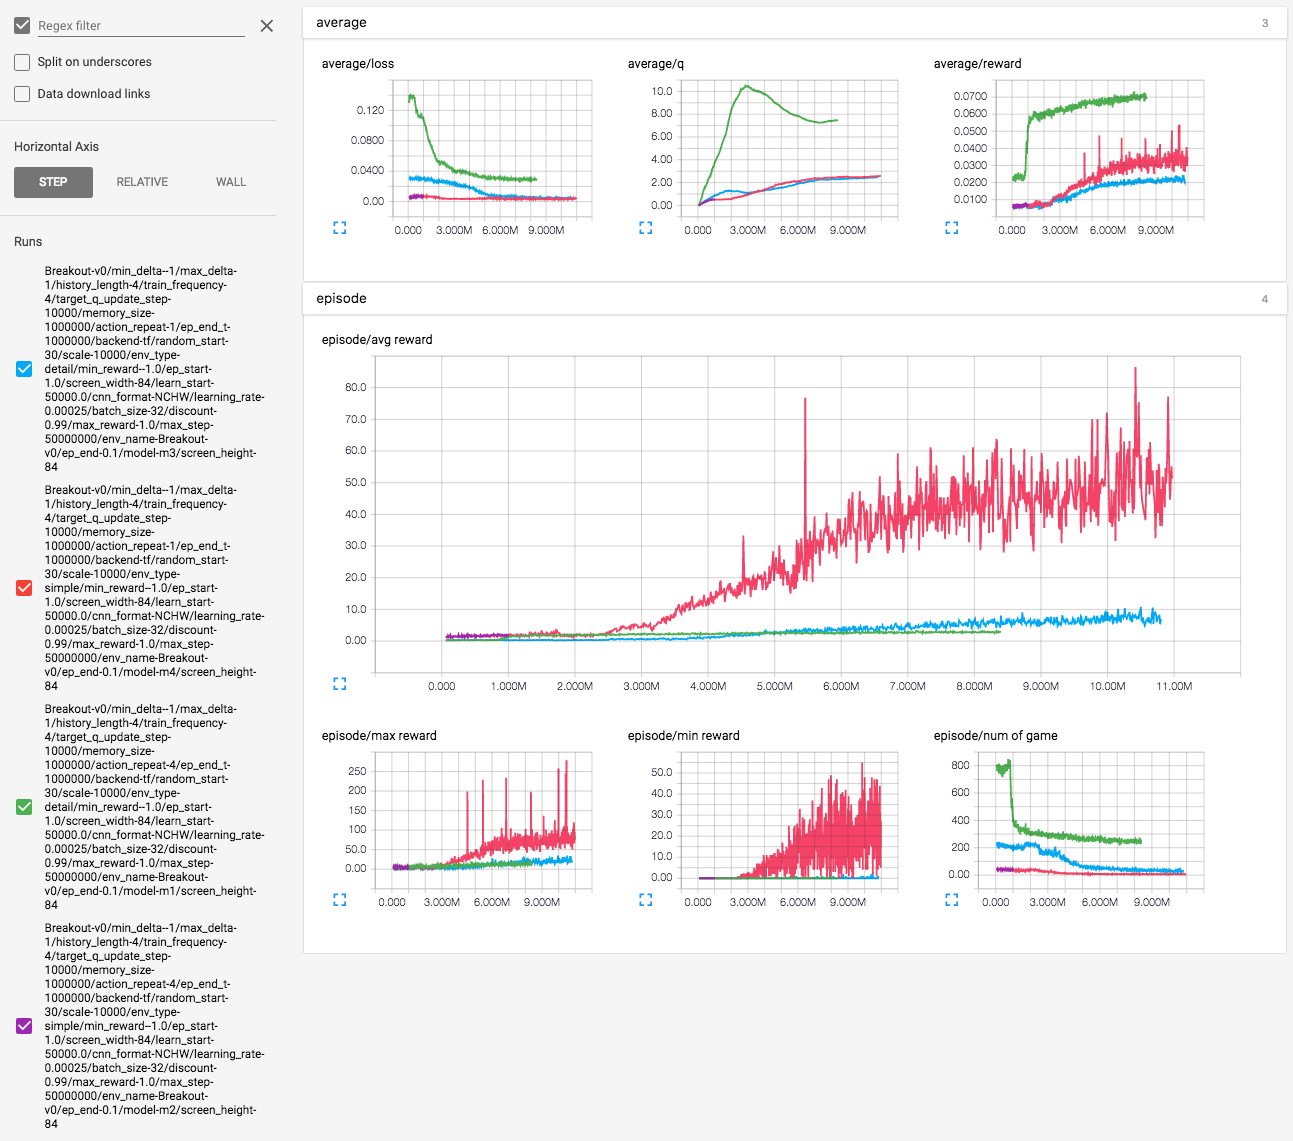 Regex filter
Split on underscores
Data download links
Horizontal Axis
STEP RELATIVE WALL
Runs
Breakout-v0/min_delta--1/max_delta-
1/history_length-4/train_frequency-
4/target_q_update_step-
10000/memory_size-
1000000/action_repeat-1/ep_end_t-
1000000/backend-tf/random_start-
30/scale-10000/env_type-
detail/min_reward--1.0/ep_start-
1.0/screen_width-84/learn_start-
50000.0/cnn_format-NCHW/learning_rate-
0.00025/batch_size-32/discount-
0.99/max_reward-1.0/max_step-
50000000/env_name-Breakout-
v0/ep_end-0.1/model-m3/screen_height-
84
Breakout-v0/min_delta--1/max_delta-
1/history_length-4/train_frequency-
4/target_q_update_step-
10000/memory_size-
1000000/action_repeat-1/ep_end_t-
1000000/backend-tf/random_start-
30/scale-10000/env_type-
simple/min_reward--1.0/ep_start-
1.0/screen_width-84/learn_start-
50000.0/cnn_format-NCHW/learning_rate-
0.00025/batch_size-32/discount-
0.99/max_reward-1.0/max_step-
50000000/env_name-Breakout-
v0/ep_end-0.1/model-m4/screen_height-
84
Breakout-v0/min_delta--1/max_delta-
1/history_length-4/train_frequency-
4/target_q_update_step-
10000/memory_size-
1000000/action_repeat-4/ep_end_t-
1000000/backend-tf/random_start-
30/scale-10000/env_type-
detail/min_reward--1.0/ep_start-
1.0/screen_width-84/learn_start-
50000.0/cnn_format-NCHW/learning_rate-
0.00025/batch_size-32/discount-
0.99/max_reward-1.0/max_step-
50000000/env_name-Breakout-
v0/ep_end-0.1/model-m1/screen_height-
84
Breakout-v0/min_delta--1/max_delta-
1/history_length-4/train_frequency-
4/target_q_update_step-
10000/memory_size-
1000000/action_repeat-4/ep_end_t-
1000000/backend-tf/random_start-
30/scale-10000/env_type-
simple/min_reward--1.0/ep_start-
1.0/screen_width-84/learn_start-
50000.0/cnn_format-NCHW/learning_rate-
0.00025/batch_size-32/discount-
0.99/max_reward-1.0/max_step-
50000000/env_name-Breakout-
v0/ep_end-0.1/model-m2/screen_height-
84
average 3
average/loss
0.120
0.0800
0.0400
0.00
0.000 3.000M 6.000M 9.000M
average/q
10.0
8.00
6.00
4.00
2.00
0.00
0.000 3.000M 6.000M 9.000M
average/reward
0.0700
0.0600
0.0500
0.0400
0.0300
0.0200
0.0100
0.000 3.000M 6.000M 9.000M
episode 4
episode/avg reward
80.0
70.0
60.0
50.0
40.0
30.0
20.0
10.0
0.00
0.000 1.000M 2.000M 3.000M 4.000M 5.000M 6.000M 7.000M 8.000M 9.000M 10.00M 11.00M
episode/max reward
250
200
150
100
50.0
0.00
0.000 3.000M 6.000M 9.000M
episode/min reward
50.0
40.0
30.0
20.0
10.0
0.00
0.000 3.000M 6.000M 9.000M
episode/num of game
800
600
400
200
0.00
0.000 3.000M 6.000M 9.000M